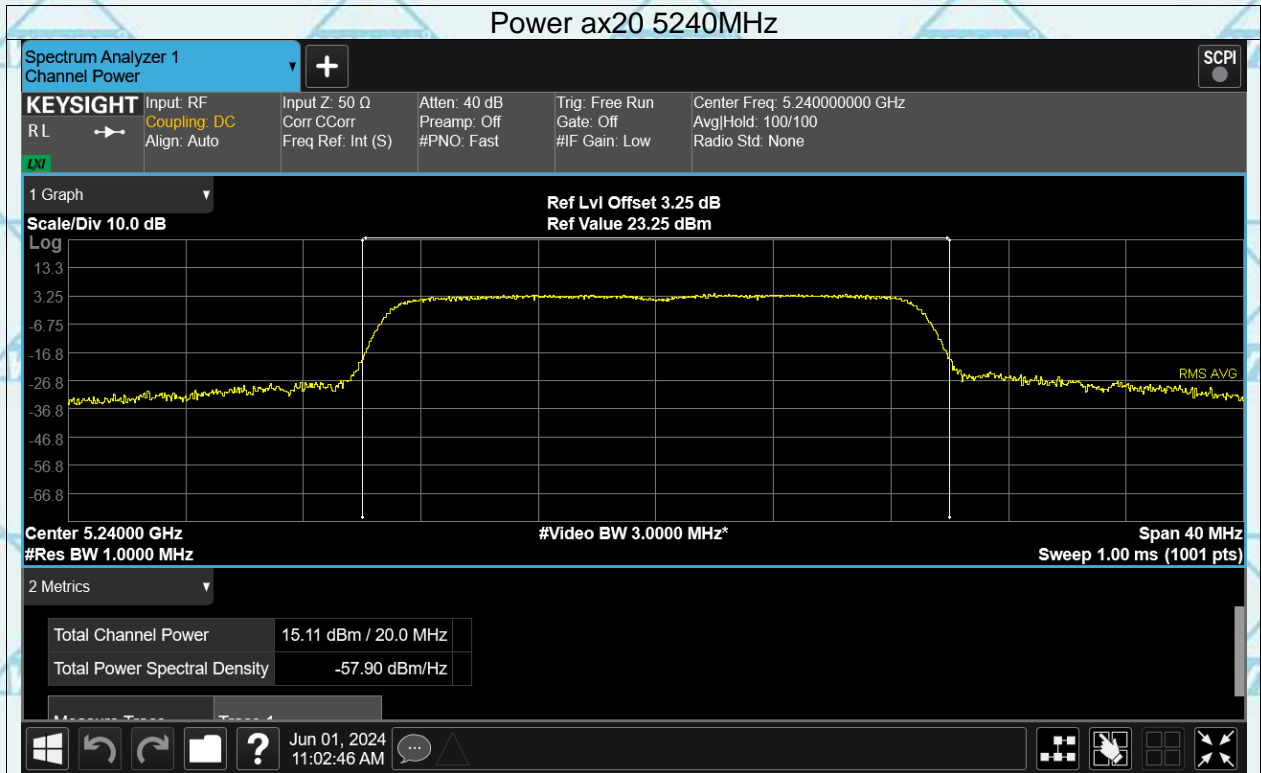 Power ax20 5240MHz
Spectrum Analyzer 1
Channel Power
SCPI
KEYSIGHT Input: RF Input Z: 50 Ω Atten: 40 dB Trig: Free Run Center Freq: 5.240000000 GHz
R L Coupling: DC Corr CCorr Preamp: Off Gate: Off Avg|Hold: 100/100
Align: Auto Freq Ref: Int (S) #PNO: Fast #IF Gain: Low Radio Std: None
LXI
1 Graph
Ref Lvl Offset 3.25 dB
Scale/Div 10.0 dB Ref Value 23.25 dBm
Log
13.3
3.25
-6.75
-16.8
-26.8
RMS AVG
-36.8
-46.8
-56.8
-66.8
Center 5.24000 GHz #Video BW 3.0000 MHz* Span 40 MHz
#Res BW 1.0000 MHz Sweep 1.00 ms (1001 pts)
2 Metrics
Total Channel Power 15.11 dBm / 20.0 MHz
Total Power Spectral Density -57.90 dBm/Hz
Measure Trace Trace 1
? Jun 01, 2024
11:02:46 AM